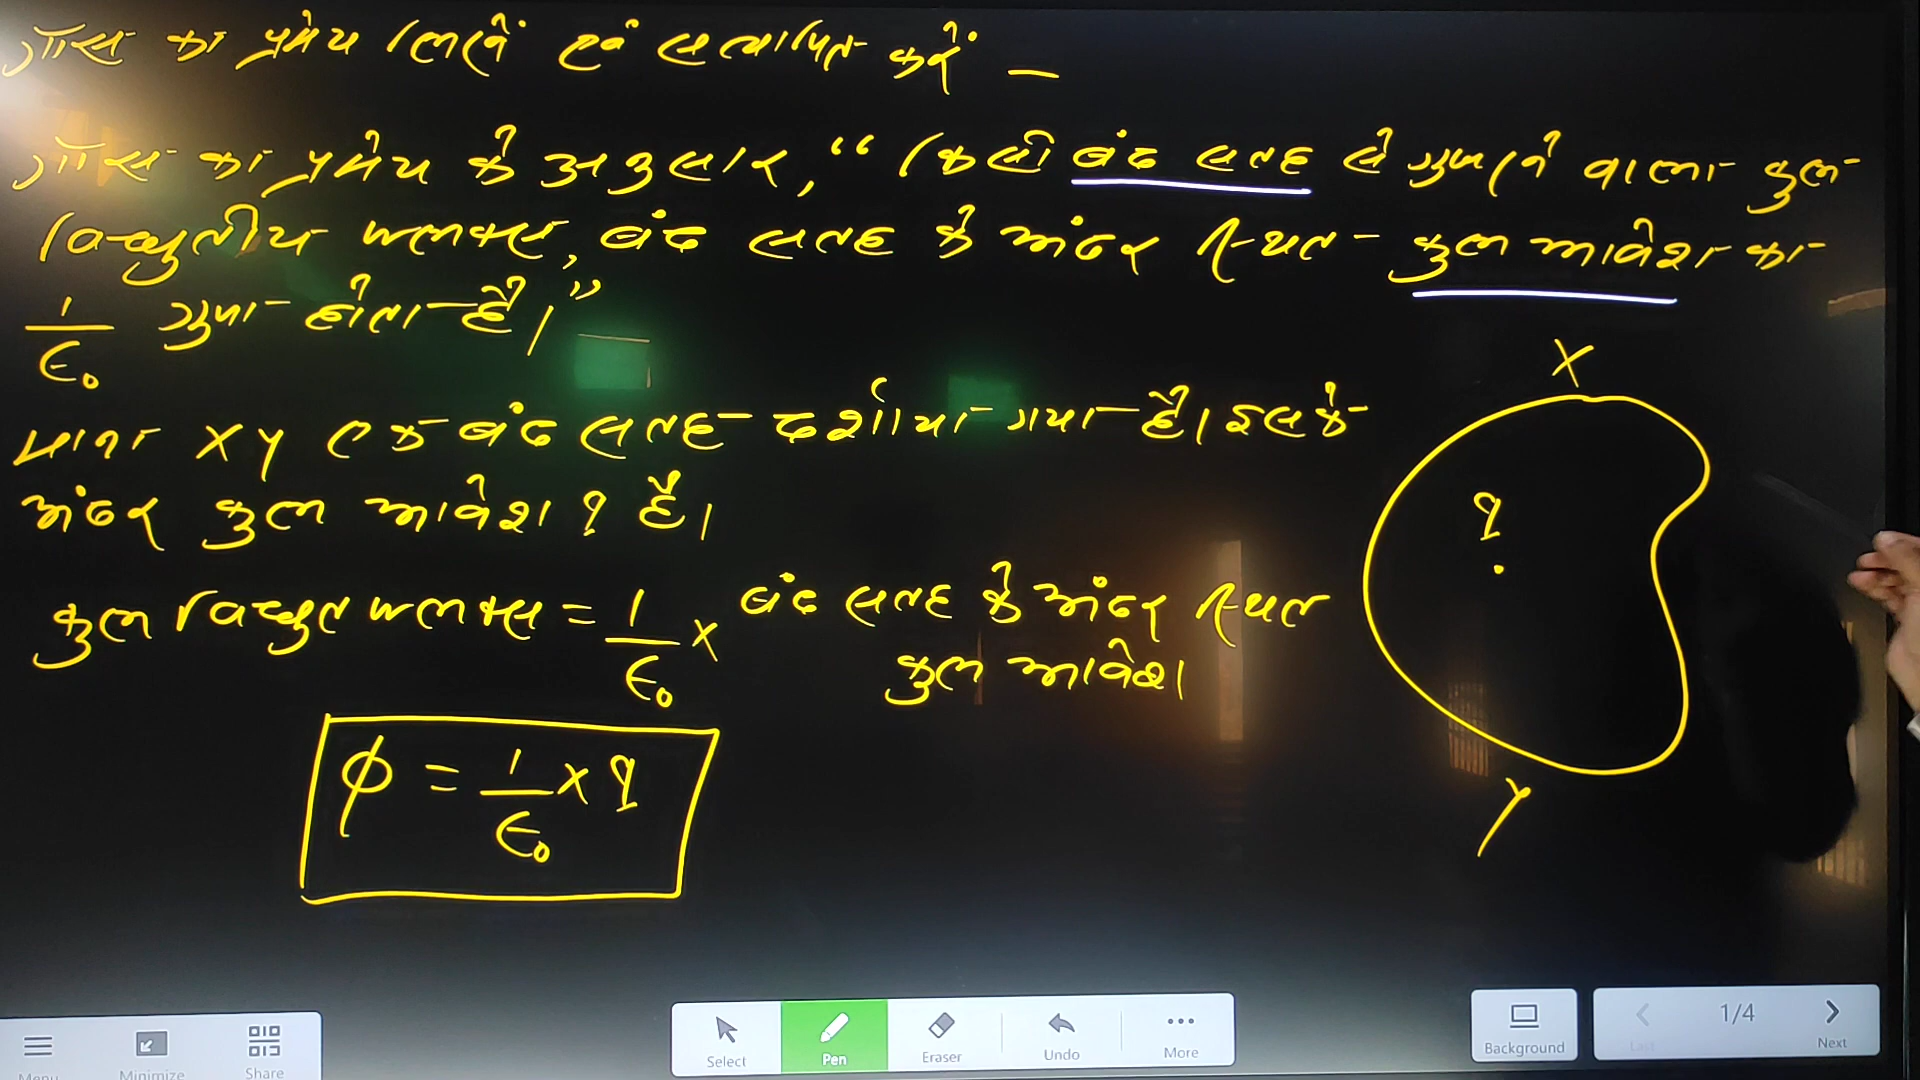 गॉस का प्रमेय लिखें एवं सत्यापित करें —
गॉस का प्रमेय के अनुसार, “किसी बंद सतह से गुजरने वाला कुल
विद्युतीय फ्लक्स, बंद सतह के अंदर स्थित कुल आवेश का
1/ϵ₀ गुणा होता है।”
माना XY एक बंद सतह दर्शाया गया है। इसके
अंदर कुल आवेश q है।
कुल विद्युत फ्लक्स = 1/ϵ₀ × बंद सतह के अंदर स्थित
कुल आवेश
ϕ = 1/ϵ₀ × q
X
q
Y
Menu
Minimize
Share
Select
Pen
Eraser
Undo
More
Background
Last
1/4
Next